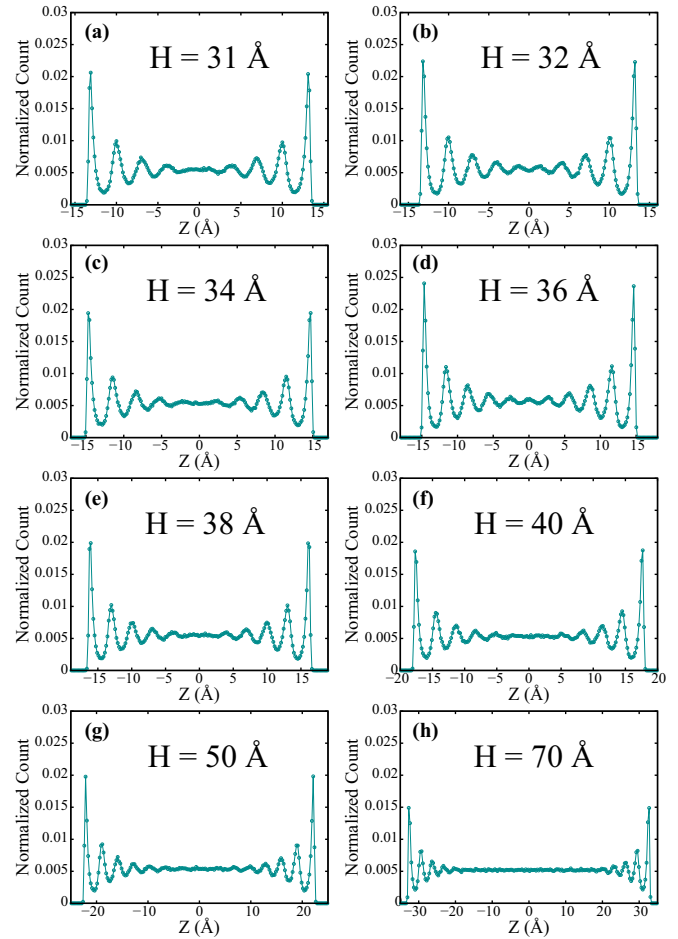 (a)
H = 31 Å
Normalized Count
0.03
0.025
0.02
0.015
0.01
0.005
0
−15 −10 −5 0 5 10 15
Z (Å)
(b)
H = 32 Å
Normalized Count
0.03
0.025
0.02
0.015
0.01
0.005
0
−15 −10 −5 0 5 10 15
Z (Å)
(c)
H = 34 Å
Normalized Count
0.03
0.025
0.02
0.015
0.01
0.005
0
−15 −10 −5 0 5 10 15
Z (Å)
(d)
H = 36 Å
Normalized Count
0.03
0.025
0.02
0.015
0.01
0.005
0
−15 −10 −5 0 5 10 15
Z (Å)
(e)
H = 38 Å
Normalized Count
0.03
0.025
0.02
0.015
0.01
0.005
0
−15 −10 −5 0 5 10 15
Z (Å)
(f)
H = 40 Å
Normalized Count
0.03
0.025
0.02
0.015
0.01
0.005
0
−20 −15 −10 −5 0 5 10 15 20
Z (Å)
(g)
H = 50 Å
Normalized Count
0.03
0.025
0.02
0.015
0.01
0.005
0
−20 −10 0 10 20
Z (Å)
(h)
H = 70 Å
Normalized Count
0.03
0.025
0.02
0.015
0.01
0.005
0
−30 −20 −10 0 10 20 30
Z (Å)